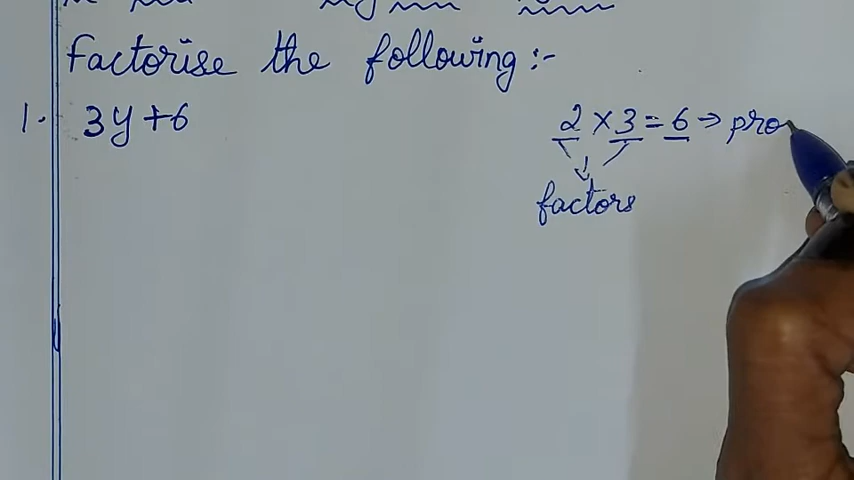 Factorise the following :-
1. 3y+6
2 × 3 = 6 → pro
factors